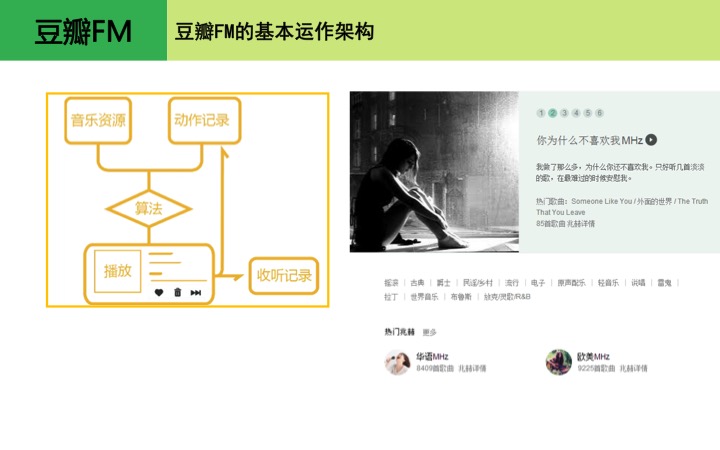 豆瓣FM
豆瓣FM的基本运作架构
音乐资源
动作记录
算法
播放
收听记录
1 2 3 4 5 6
你为什么不喜欢我MHz
我做了那么多，为什么你还不喜欢我。只好听几首淡淡
的歌，在最难过的时候安慰我。
热门歌曲：Someone Like You / 外面的世界 / The Truth
That You Leave
85首歌曲 兆赫详情
摇滚 | 古典 | 爵士 | 民谣/乡村 | 流行 | 电子 | 原声配乐 | 轻音乐 | 说唱 | 雷鬼 |
拉丁 | 世界音乐 | 布鲁斯 | 放克/灵歌/R&B
热门兆赫 更多
华语MHz
8409首歌曲 兆赫详情
欧美MHz
9225首歌曲 兆赫详情